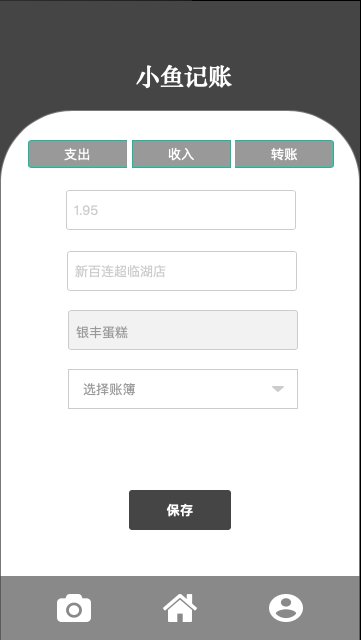 小鱼记账
支出 收入 转账
1.95
新百连超临湖店
银丰蛋糕
选择账簿
保存